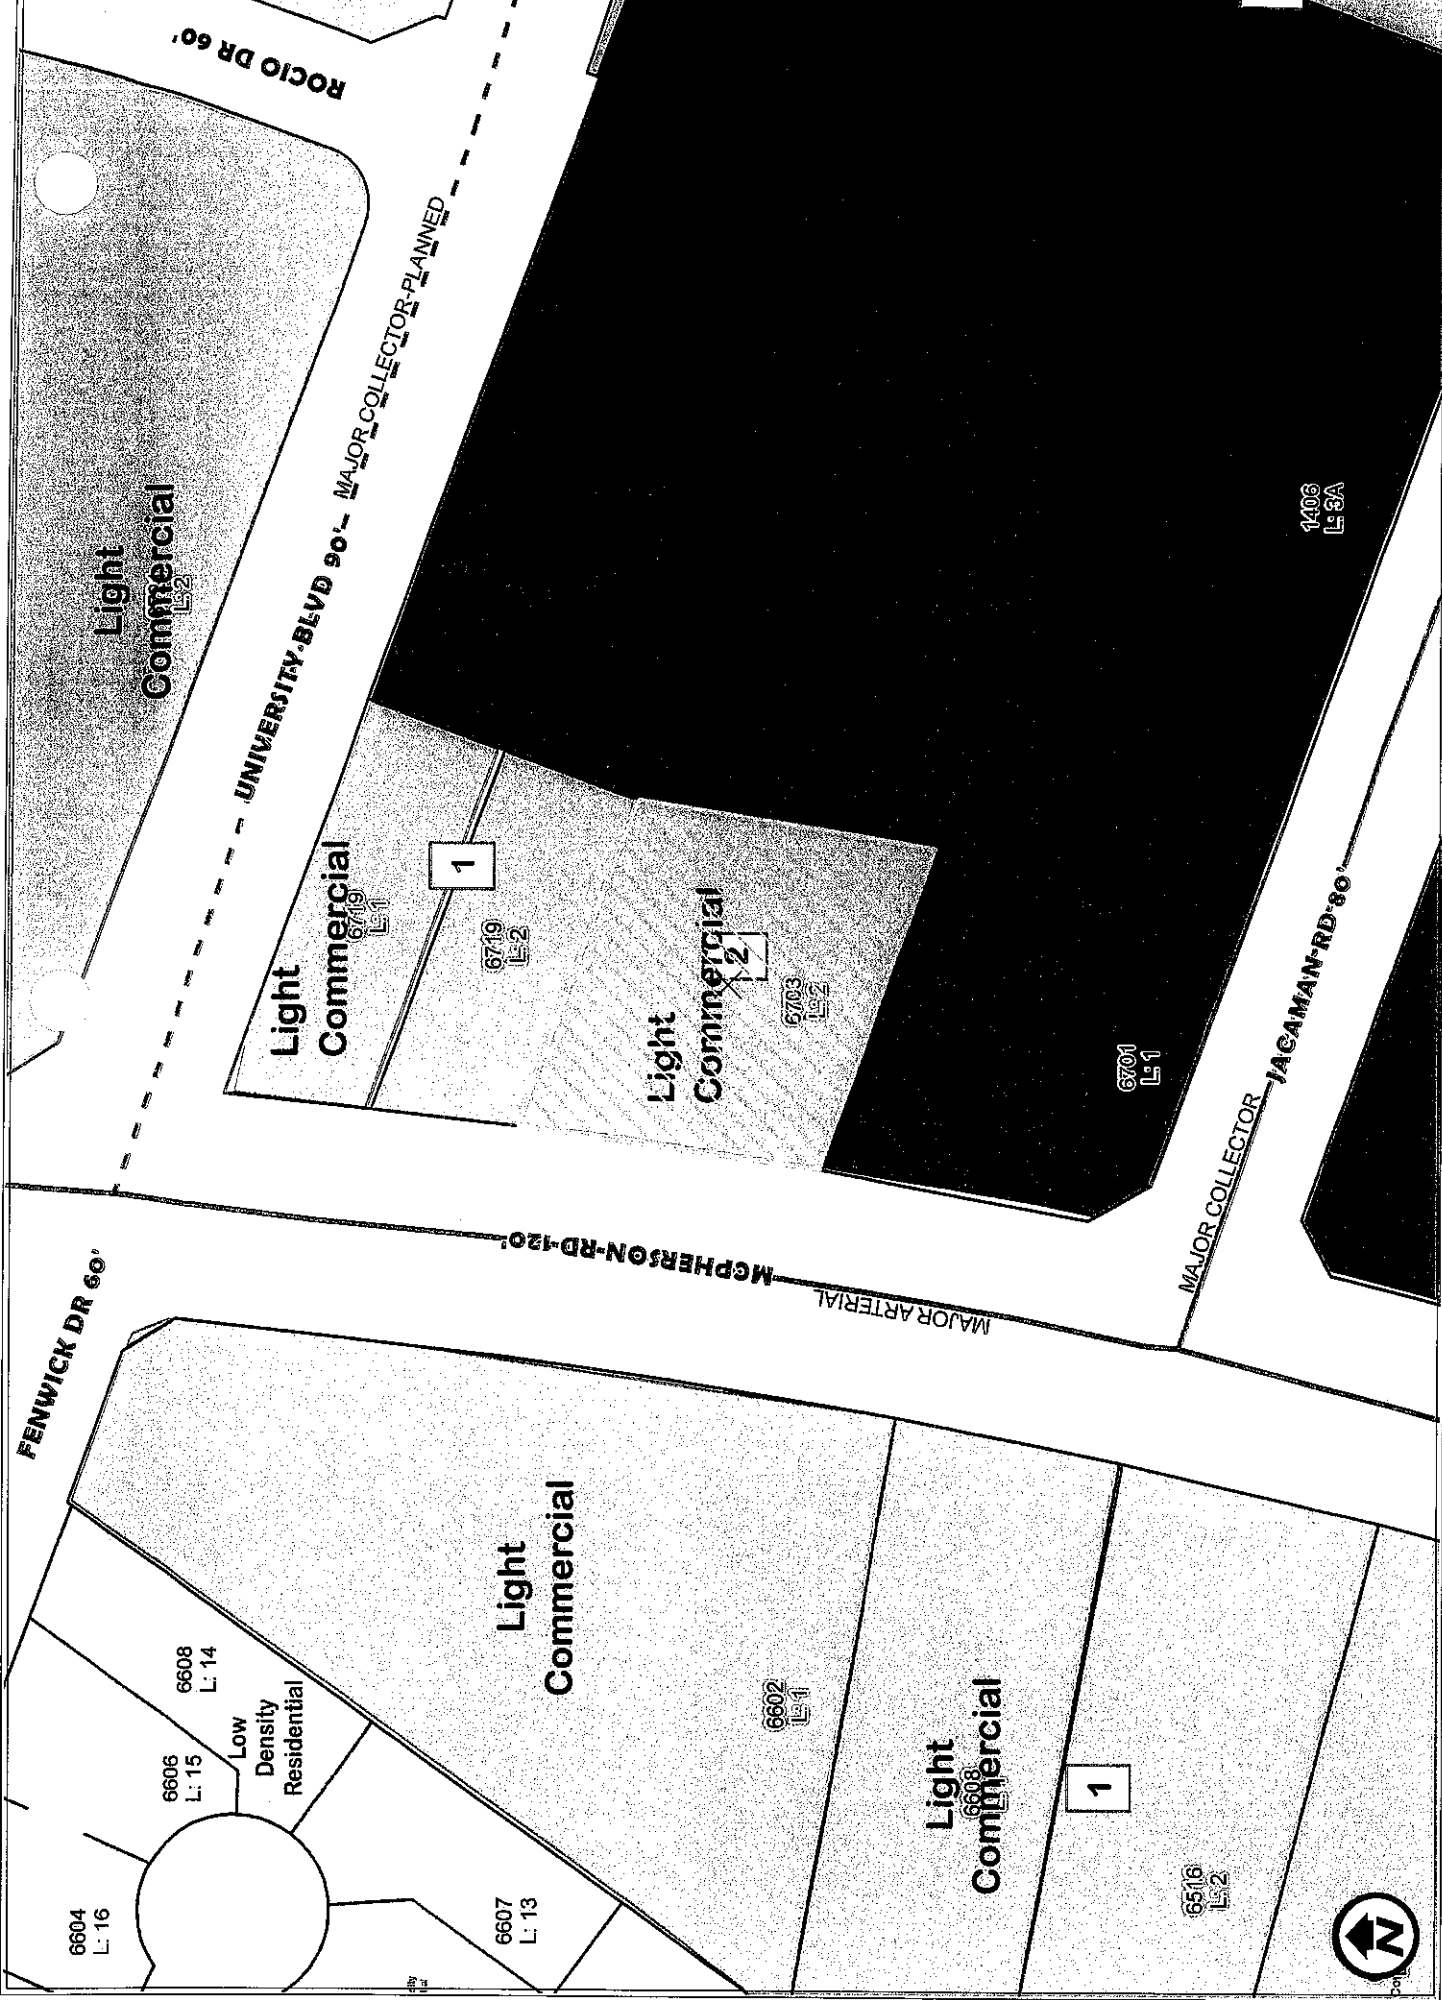 ROCIO DR 60'
Light
Commercial
L: 2
UNIVERSITY BLVD 90'
MAJOR COLLECTOR-PLANNED
Light
Commercial
6719
L: 1
1
6719
L: 2
Light
Commercial
2
6703
L: 2
1406
L: 3A
6701
L: 1
JACAMAN RD 80'
MAJOR COLLECTOR
MCPHERSON RD 120'
MAJOR ARTERIAL
FENWICK DR 60'
Light
Commercial
6602
L: 1
6608
L: 14
Low
Density
Residential
6606
L: 15
6604
L: 16
6607
L: 13
Light
Commercial
6608
1
6516
L: 2
N